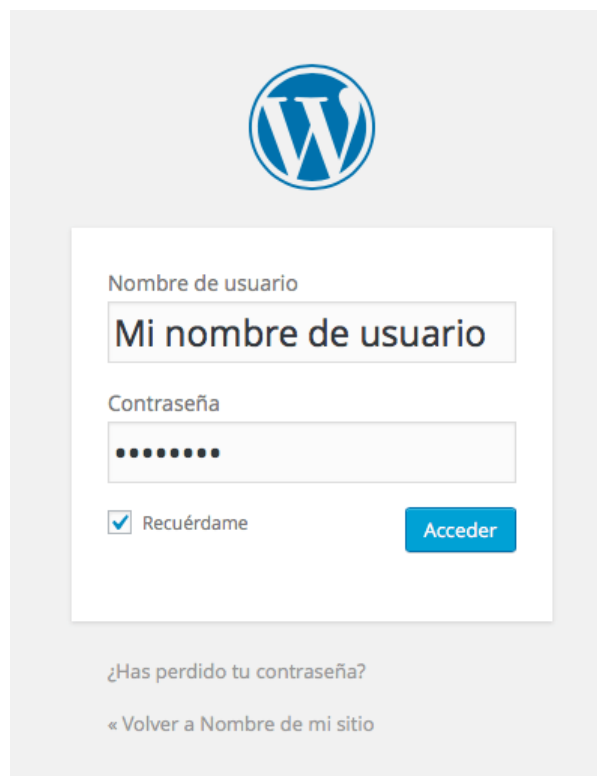 Nombre de usuario
Mi nombre de usuario
Contraseña
••••••••
Recuérdame
Acceder
¿Has perdido tu contraseña?
« Volver a Nombre de mi sitio